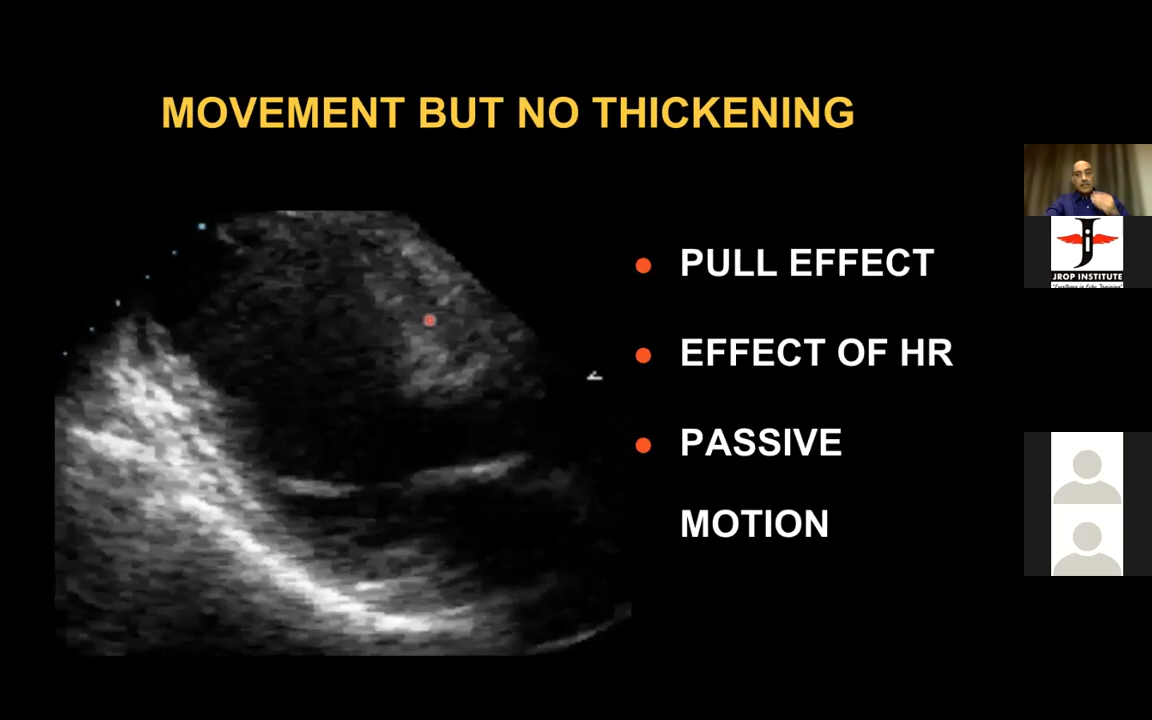 MOVEMENT BUT NO THICKENING
PULL EFFECT
EFFECT OF HR
PASSIVE
MOTION
JROP INSTITUTE